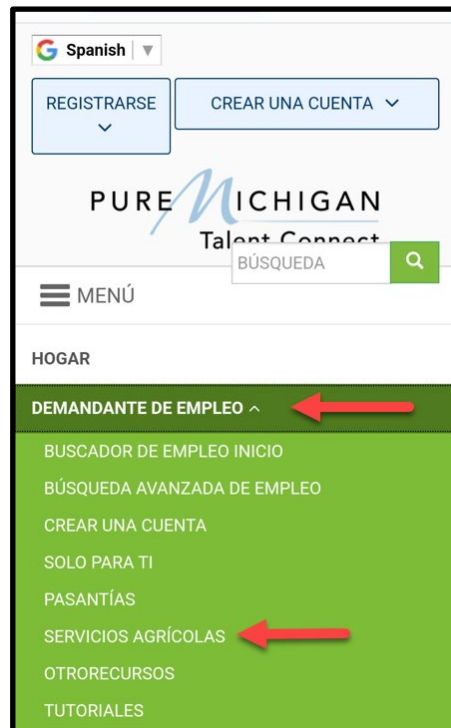 G Spanish ▼
REGISTRARSE
CREAR UNA CUENTA
PURE MICHIGAN
Talent Connect
BÚSQUEDA
MENÚ
HOGAR
DEMANDANTE DE EMPLEO
BUSCADOR DE EMPLEO INICIO
BÚSQUEDA AVANZADA DE EMPLEO
CREAR UNA CUENTA
SOLO PARA TI
PASANTÍAS
SERVICIOS AGRÍCOLAS
OTRORECURSOS
TUTORIALES